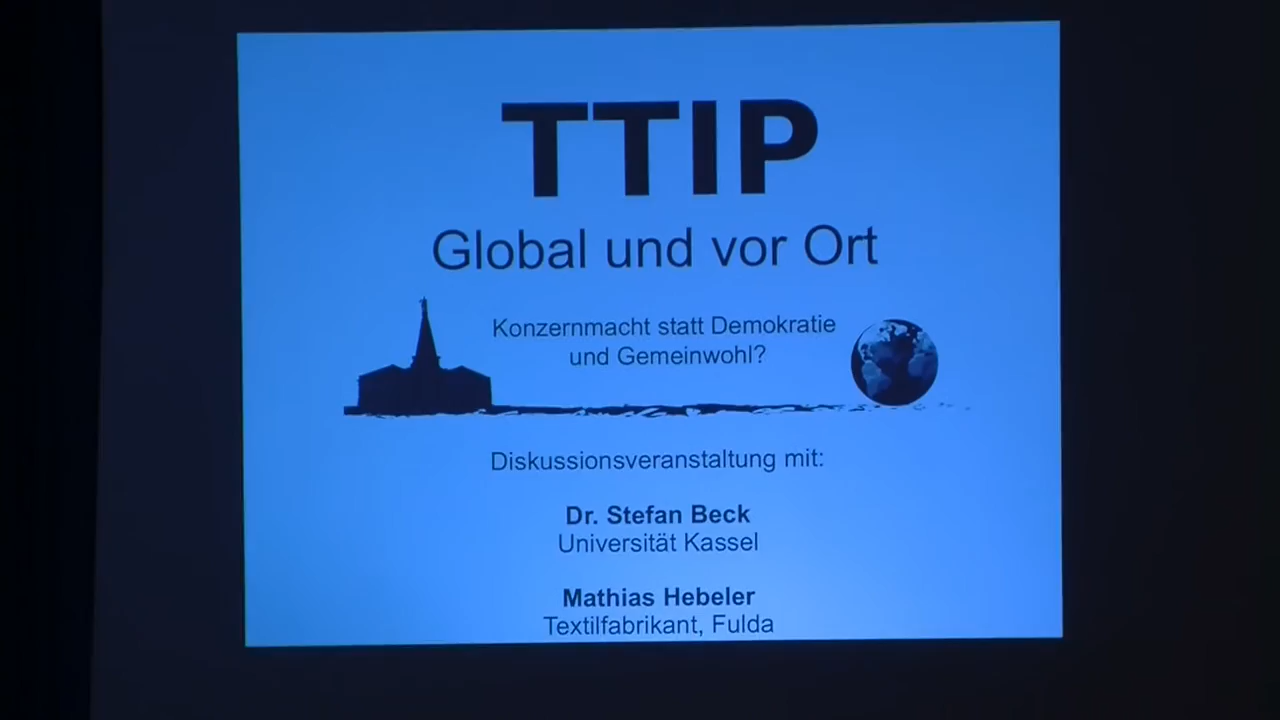 TTIP
Global und vor Ort
Konzernmacht statt Demokratie
und Gemeinwohl?
Diskussionsveranstaltung mit:
Dr. Stefan Beck
Universität Kassel
Mathias Hebeler
Textilfabrikant, Fulda